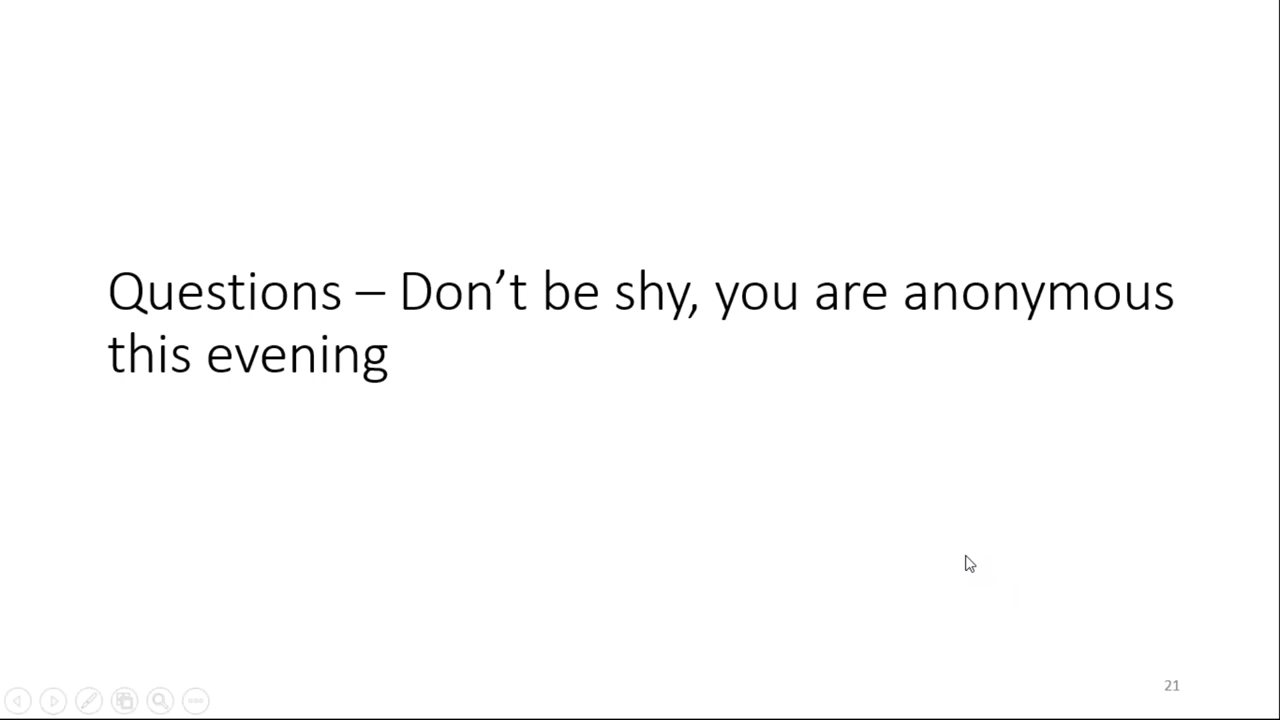 Questions – Don’t be shy, you are anonymous
this evening
21